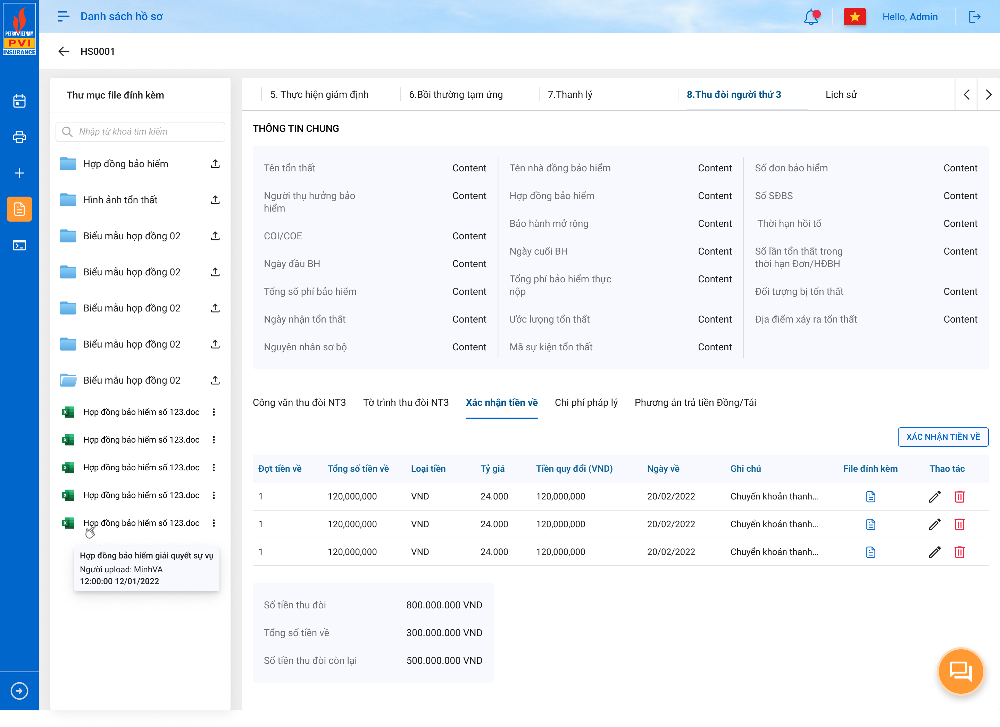 PETROVIETNAM
PVI
INSURANCE
Danh sách hồ sơ
Hello, Admin
HS0001
Thư mục file đính kèm
Nhập từ khoá tìm kiếm
Hợp đồng bảo hiểm
Hình ảnh tổn thất
Biểu mẫu hợp đồng 02
Biểu mẫu hợp đồng 02
Biểu mẫu hợp đồng 02
Biểu mẫu hợp đồng 02
Biểu mẫu hợp đồng 02
Hợp đồng bảo hiểm số 123.doc
Hợp đồng bảo hiểm số 123.doc
Hợp đồng bảo hiểm số 123.doc
Hợp đồng bảo hiểm số 123.doc
Hợp đồng bảo hiểm số 123.doc
Hợp đồng bảo hiểm giải quyết sự vụ
Người upload: MinhVA
12:00:00 12/01/2022
5. Thực hiện giám định
6.Bồi thường tạm ứng
7.Thanh lý
8.Thu đòi người thứ 3
Lịch sử
THÔNG TIN CHUNG
Tên tổn thất Content
Người thụ hưởng bảo Content
hiểm
COI/COE Content
Ngày đầu BH Content
Tổng số phí bảo hiểm Content
Ngày nhận tổn thất Content
Nguyên nhân sơ bộ Content
Tên nhà đồng bảo hiểm Content
Hợp đồng bảo hiểm Content
Bảo hành mở rộng Content
Ngày cuối BH Content
Tổng phí bảo hiểm thực Content
nộp
Ước lượng tổn thất Content
Mã sự kiện tổn thất Content
Số đơn bảo hiểm Content
Số SĐBS Content
Thời hạn hồi tố Content
Số lần tổn thất trong Content
thời hạn Đơn/HĐBH
Đối tượng bị tổn thất Content
Địa điểm xảy ra tổn thất Content
Công văn thu đòi NT3 Tờ trình thu đòi NT3 Xác nhận tiền về Chi phí pháp lý Phương án trả tiền Đồng/Tái
XÁC NHẬN TIỀN VỀ
Đợt tiền về Tổng số tiền về Loại tiền Tỷ giá Tiền quy đổi (VND) Ngày về Ghi chú File đính kèm Thao tác
1 120,000,000 VND 24.000 120,000,000 20/02/2022 Chuyển khoản thanh...
1 120,000,000 VND 24.000 120,000,000 20/02/2022 Chuyển khoản thanh...
1 120,000,000 VND 24.000 120,000,000 20/02/2022 Chuyển khoản thanh...
Số tiền thu đòi 800.000.000 VND
Tổng số tiền về 300.000.000 VND
Số tiền thu đòi còn lại 500.000.000 VND